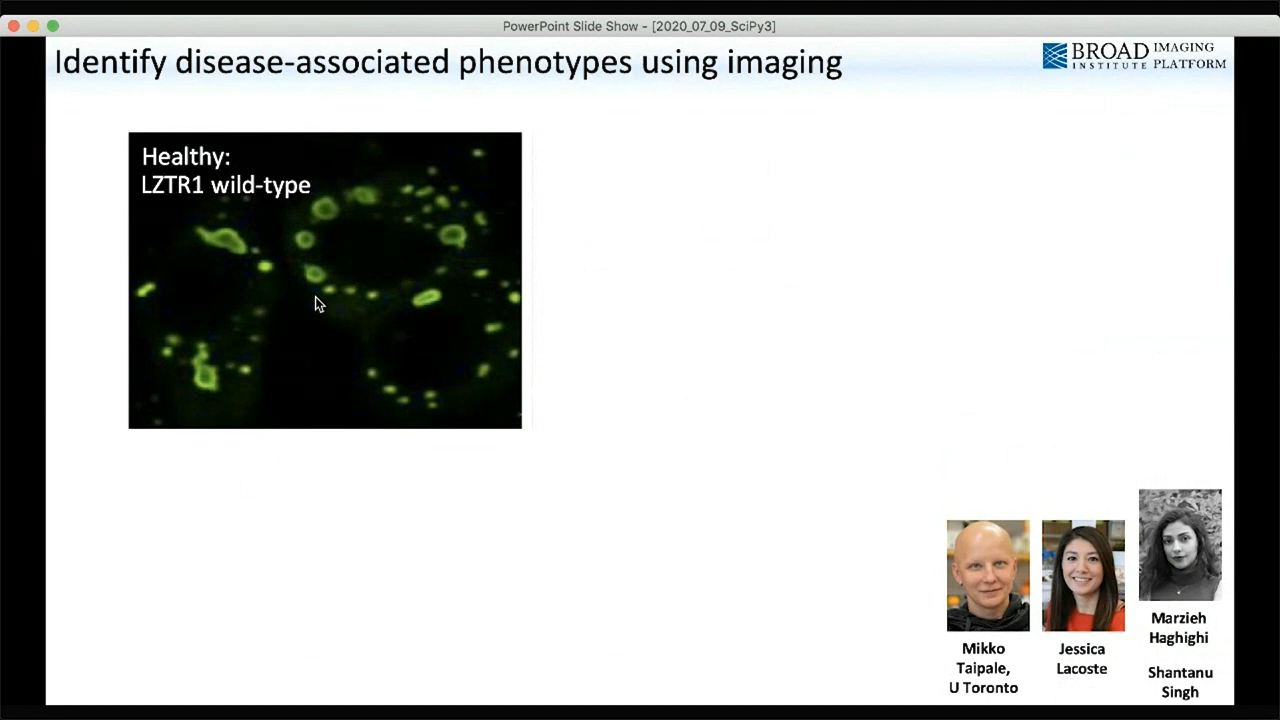 PowerPoint Slide Show - [2020_07_09_SciPy3]
Identify disease-associated phenotypes using imaging
BROAD INSTITUTE
IMAGING PLATFORM
Healthy:
LZTR1 wild-type
Mikko
Taipale,
U Toronto
Jessica
Lacoste
Marzieh
Haghighi
Shantanu
Singh